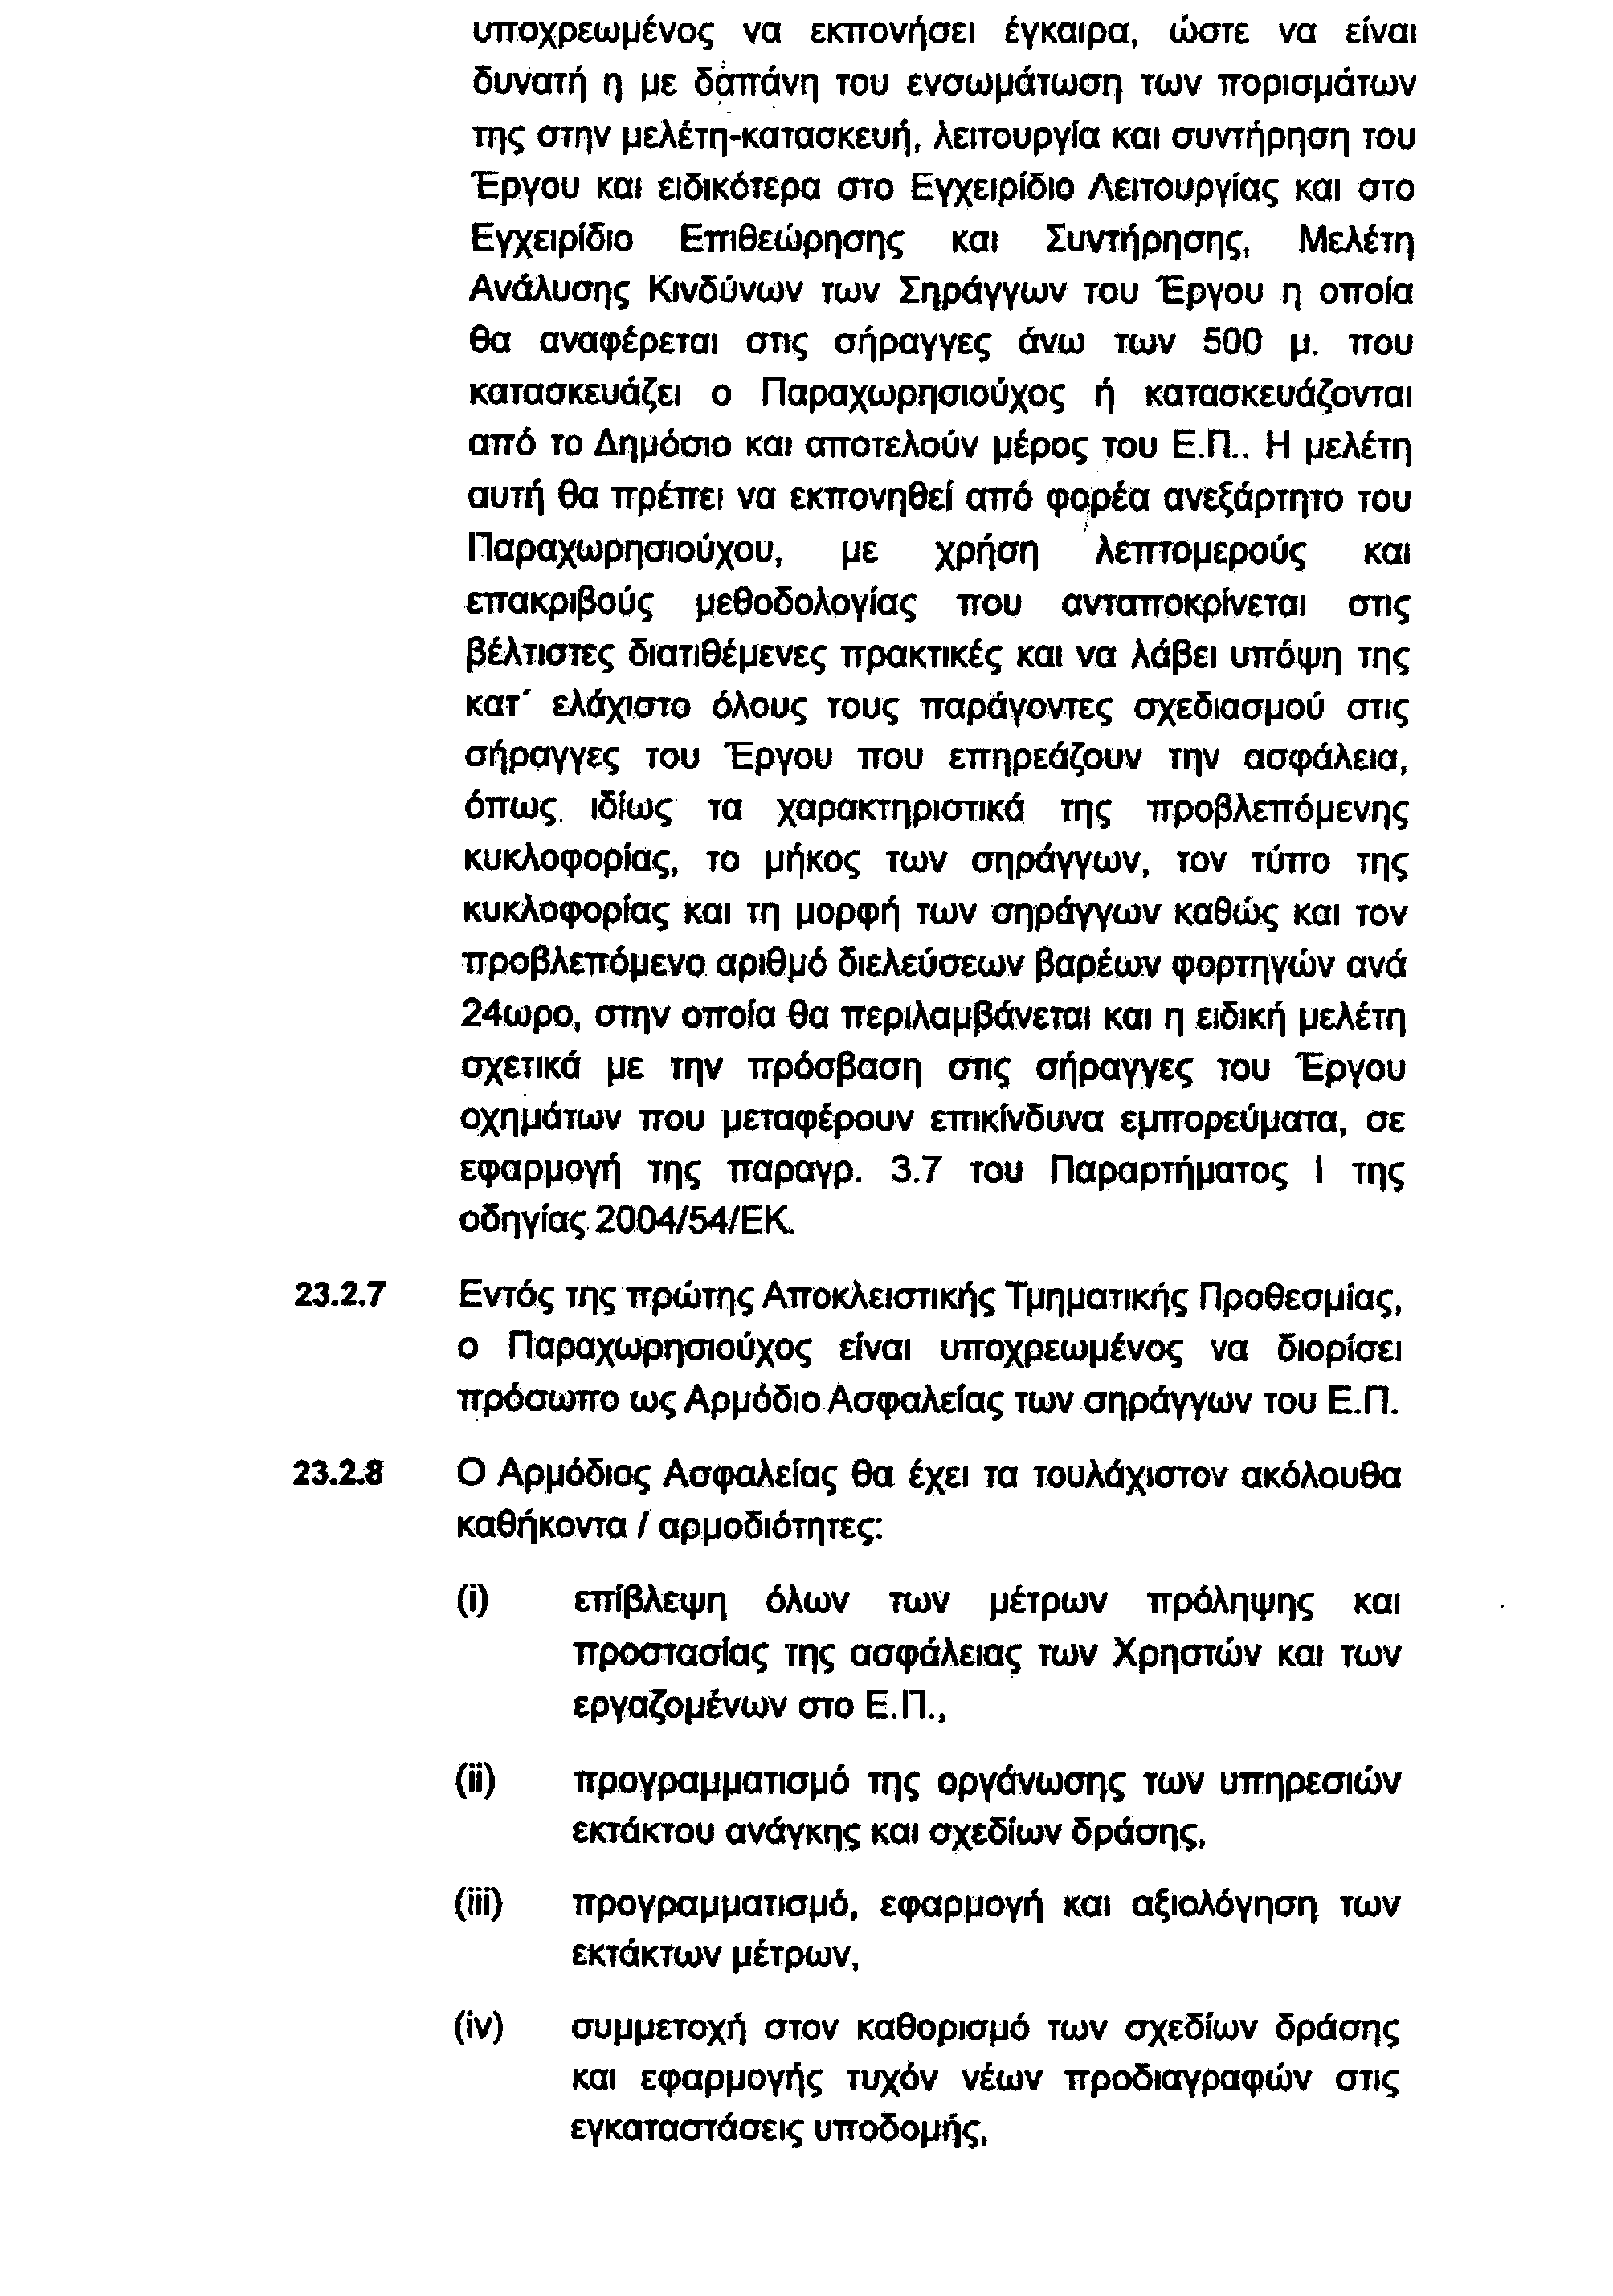 υποχρεωμένος να εκπονήσει έγκαιρα, ώστε να είναι
δυνατή η με δαπάνη του ενσωμάτωση των πορισμάτων
της στην μελέτη-κατασκευή, λειτουργία και συντήρηση του
Έργου και ειδικότερα στο Εγχειρίδιο Λειτουργίας και στο
Εγχειρίδιο Επιθεώρησης και Συντήρησης, Μελέτη
Ανάλυσης Κινδύνων των Σηράγγων του Έργου η οποία
θα αναφέρεται στις σήραγγες άνω των 500 μ. που
κατασκευάζει ο Παραχωρησιούχος ή κατασκευάζονται
από το Δημόσιο και αποτελούν μέρος του Ε.Π.. Η μελέτη
αυτή θα πρέπει να εκπονηθεί από φορέα ανεξάρτητο του
Παραχωρησιούχου, με χρήση λεπτομερούς και
επακριβούς μεθοδολογίας που ανταποκρίνεται στις
βέλτιστες διατιθέμενες πρακτικές και να λάβει υπόψη της
κατ΄ ελάχιστο όλους τους παράγοντες σχεδιασμού στις
σήραγγες του Έργου που επηρεάζουν την ασφάλεια,
όπως ιδίως τα χαρακτηριστικά της προβλεπόμενης
κυκλοφορίας, το μήκος των σηράγγων, τον τύπο της
κυκλοφορίας και τη μορφή των σηράγγων καθώς και τον
προβλεπόμενο αριθμό διελεύσεων βαρέων φορτηγών ανά
24ωρο, στην οποία θα περιλαμβάνεται και η ειδική μελέτη
σχετικά με την πρόσβαση στις σήραγγες του Έργου
οχημάτων που μεταφέρουν επικίνδυνα εμπορεύματα, σε
εφαρμογή της παραγρ. 3.7 του Παραρτήματος Ι της
οδηγίας 2004/54/ΕΚ.
23.2.7 Εντός της πρώτης Αποκλειστικής Τμηματικής Προθεσμίας,
ο Παραχωρησιούχος είναι υποχρεωμένος να διορίσει
πρόσωπο ως Αρμόδιο Ασφαλείας των σηράγγων του Ε.Π.
23.2.8 Ο Αρμόδιος Ασφαλείας θα έχει τα τουλάχιστον ακόλουθα
καθήκοντα / αρμοδιότητες:
(i) επίβλεψη όλων των μέτρων πρόληψης και
προστασίας της ασφάλειας των Χρηστών και των
εργαζομένων στο Ε.Π.,
(ii) προγραμματισμό της οργάνωσης των υπηρεσιών
εκτάκτου ανάγκης και σχεδίων δράσης,
(iii) προγραμματισμό, εφαρμογή και αξιολόγηση των
εκτάκτων μέτρων,
(iv) συμμετοχή στον καθορισμό των σχεδίων δράσης
και εφαρμογής τυχόν νέων προδιαγραφών στις
εγκαταστάσεις υποδομής,